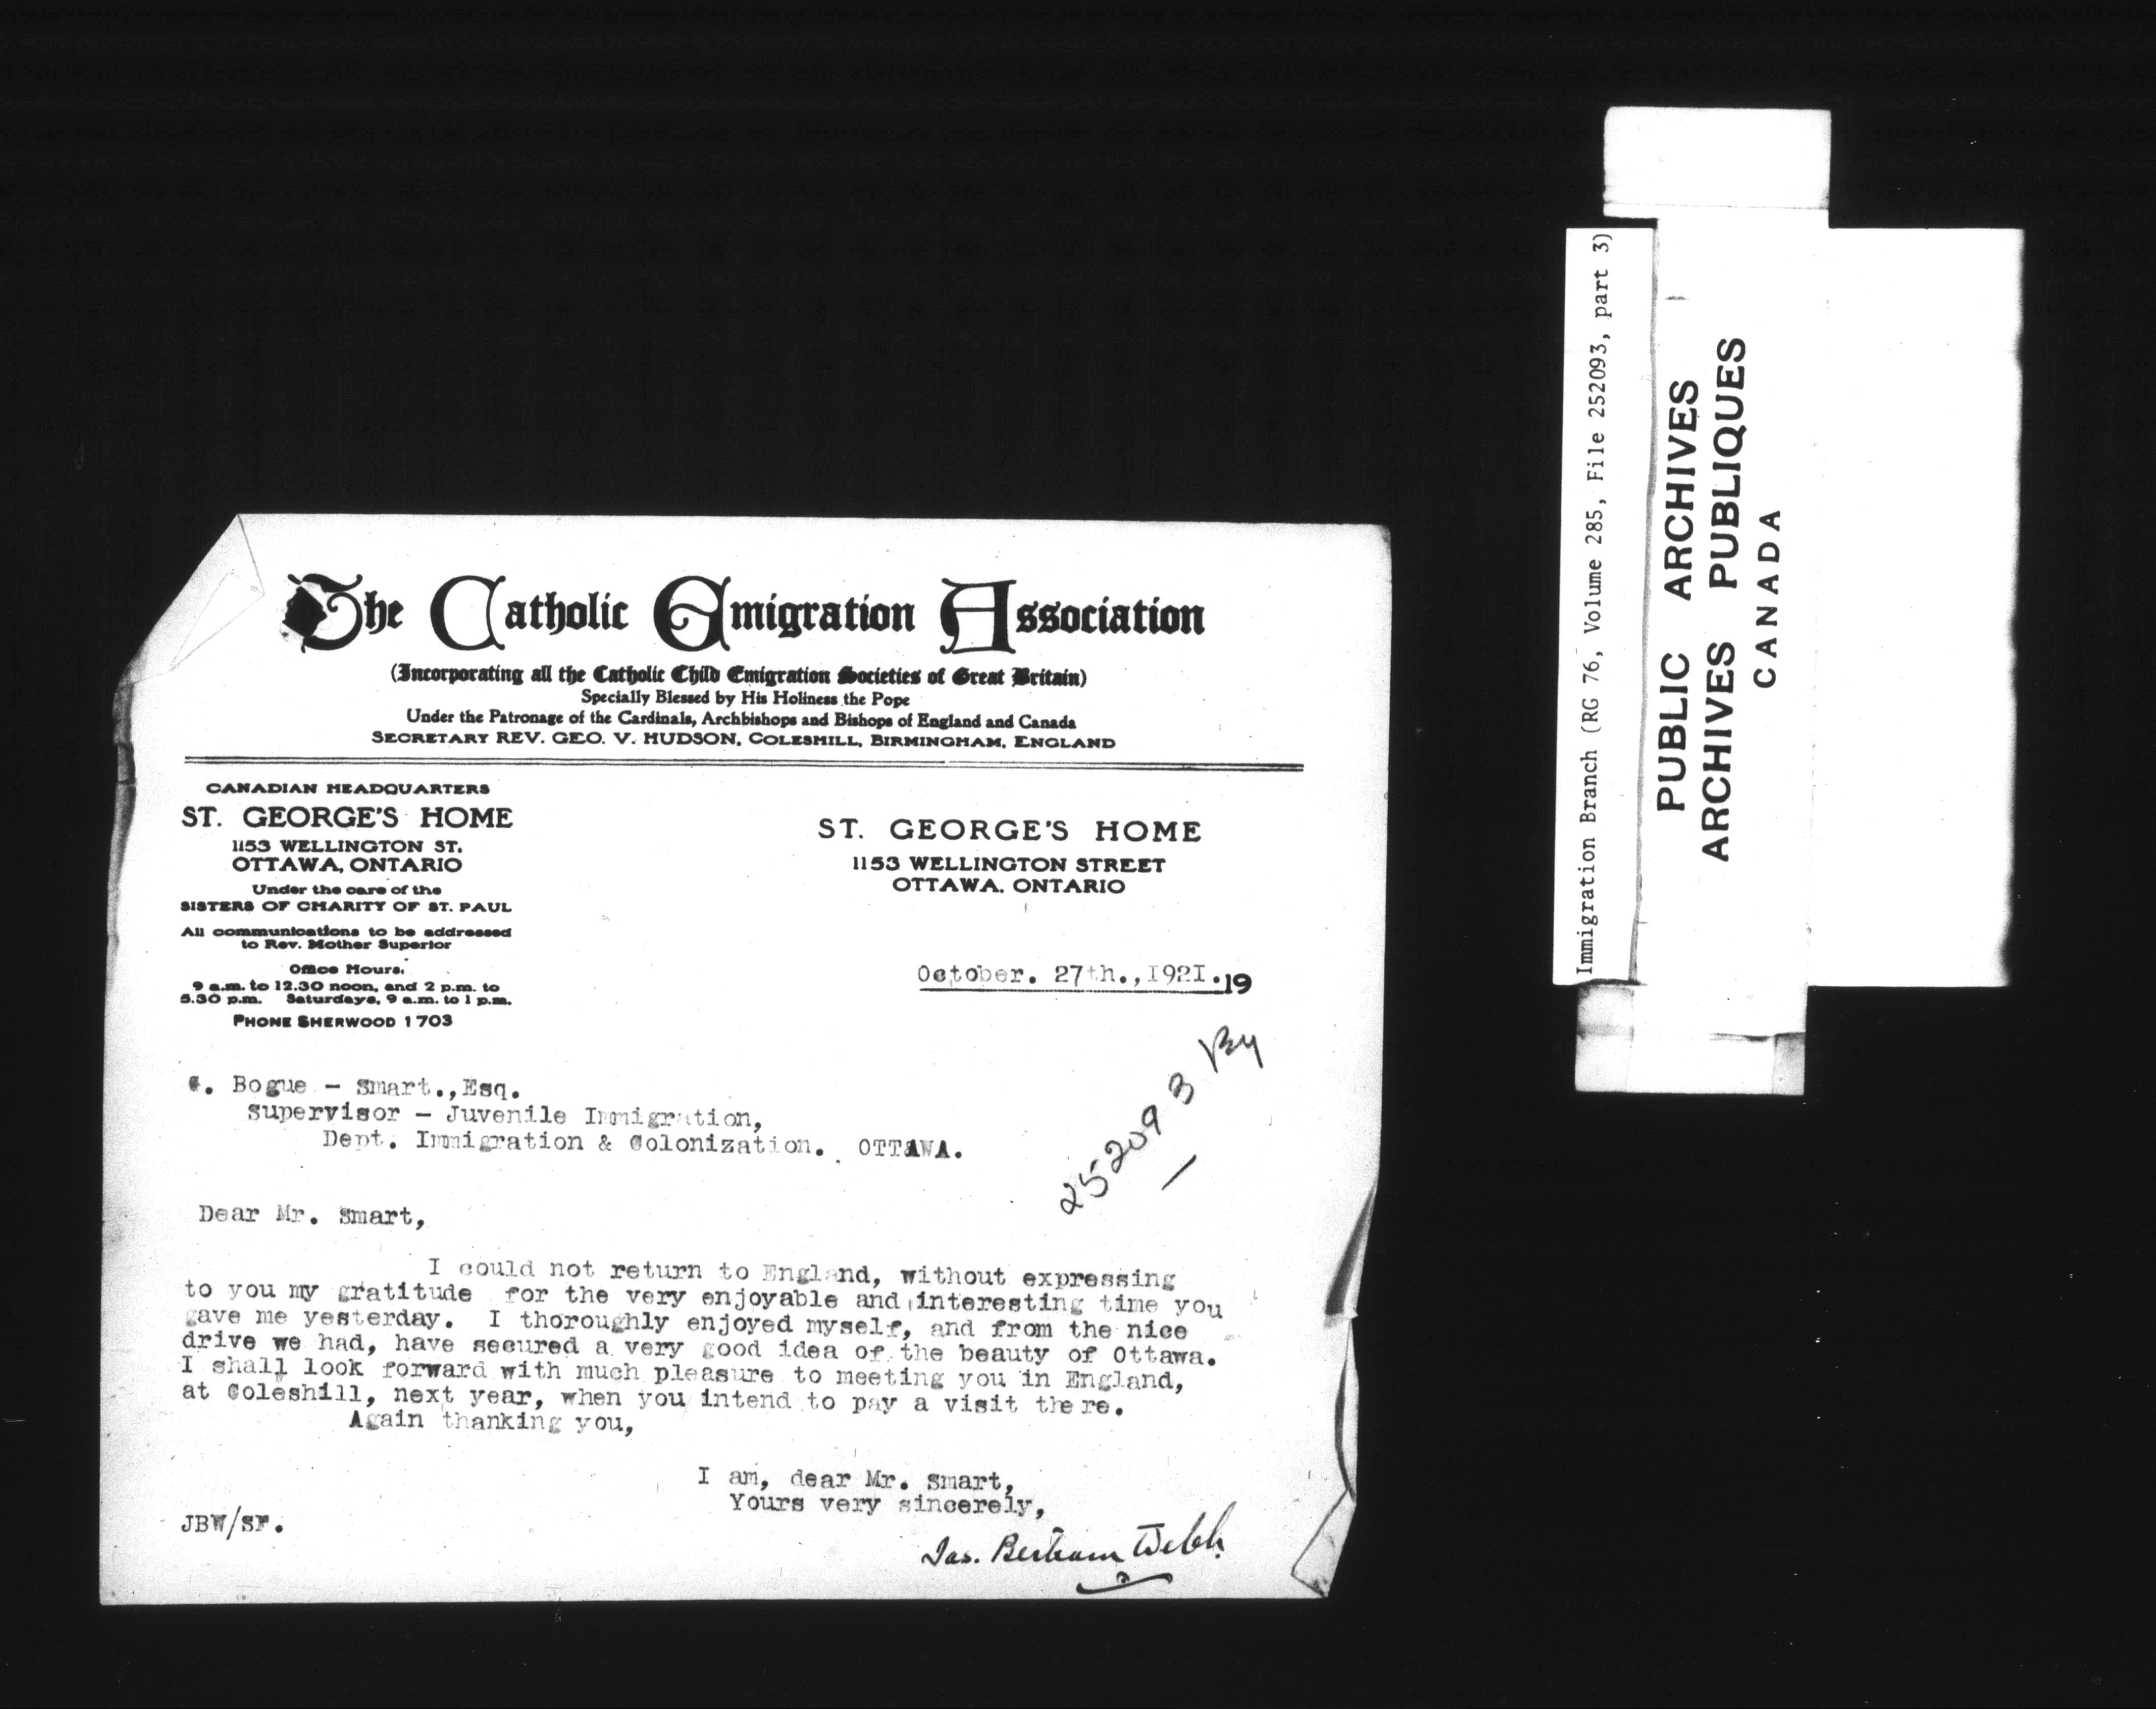 The Catholic Emigration Association
(Incorporating all the Catholic Child Emigration Societies of Great Britain)
Specially Blessed by His Holiness the Pope
Under the Patronage of the Cardinals, Archbishops and Bishops of England and Canada
SECRETARY REV. GEO. V. HUDSON, COLESHILL, BIRMINGHAM, ENGLAND
CANADIAN HEADQUARTERS
ST. GEORGE'S HOME
1153 WELLINGTON ST.
OTTAWA, ONTARIO
Under the care of the
SISTERS OF CHARITY OF ST. PAUL
All communications to be addressed
to Rev. Mother Superior
Office Hours.
9 a.m. to 12.30 noon, and 2 p.m. to
5.30 p.m. Saturdays, 9 a.m. to 1 p.m.
PHONE SHERWOOD 1703
ST. GEORGE'S HOME
1153 WELLINGTON STREET
OTTAWA, ONTARIO
October. 27th.,1921.19
252093
G. Bogue - Smart.,Esq.
Supervisor - Juvenile Immigration,
Dept. Immigration & Colonization. OTTAWA.
Dear Mr. Smart,
I could not return to England, without expressing
to you my gratitude for the very enjoyable and interesting time you
gave me yesterday. I thoroughly enjoyed myself, and from the nice
drive we had, have secured a very good idea of the beauty of Ottawa.
I shall look forward with much pleasure to meeting you in England,
at Coleshill, next year, when you intend to pay a visit there.
Again thanking you,
I am, dear Mr. Smart,
Yours very sincerely,
JBW/SF.
Jas. Bertram Webb.
Immigration Branch (RG 76, Volume 285, File 252093, part 3)
PUBLIC ARCHIVES
ARCHIVES PUBLIQUES
CANADA